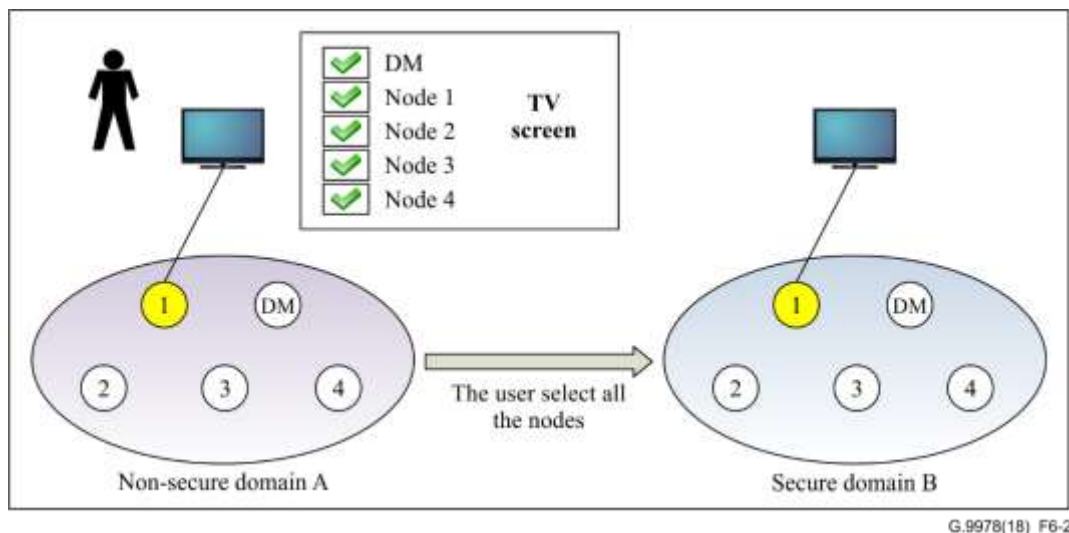 DM
Node 1
Node 2
Node 3
Node 4
TV
screen
1
DM
2
3
4
Non-secure domain A
The user select all
the nodes
1
DM
2
3
4
Secure domain B
G.9978(18)_F6-2